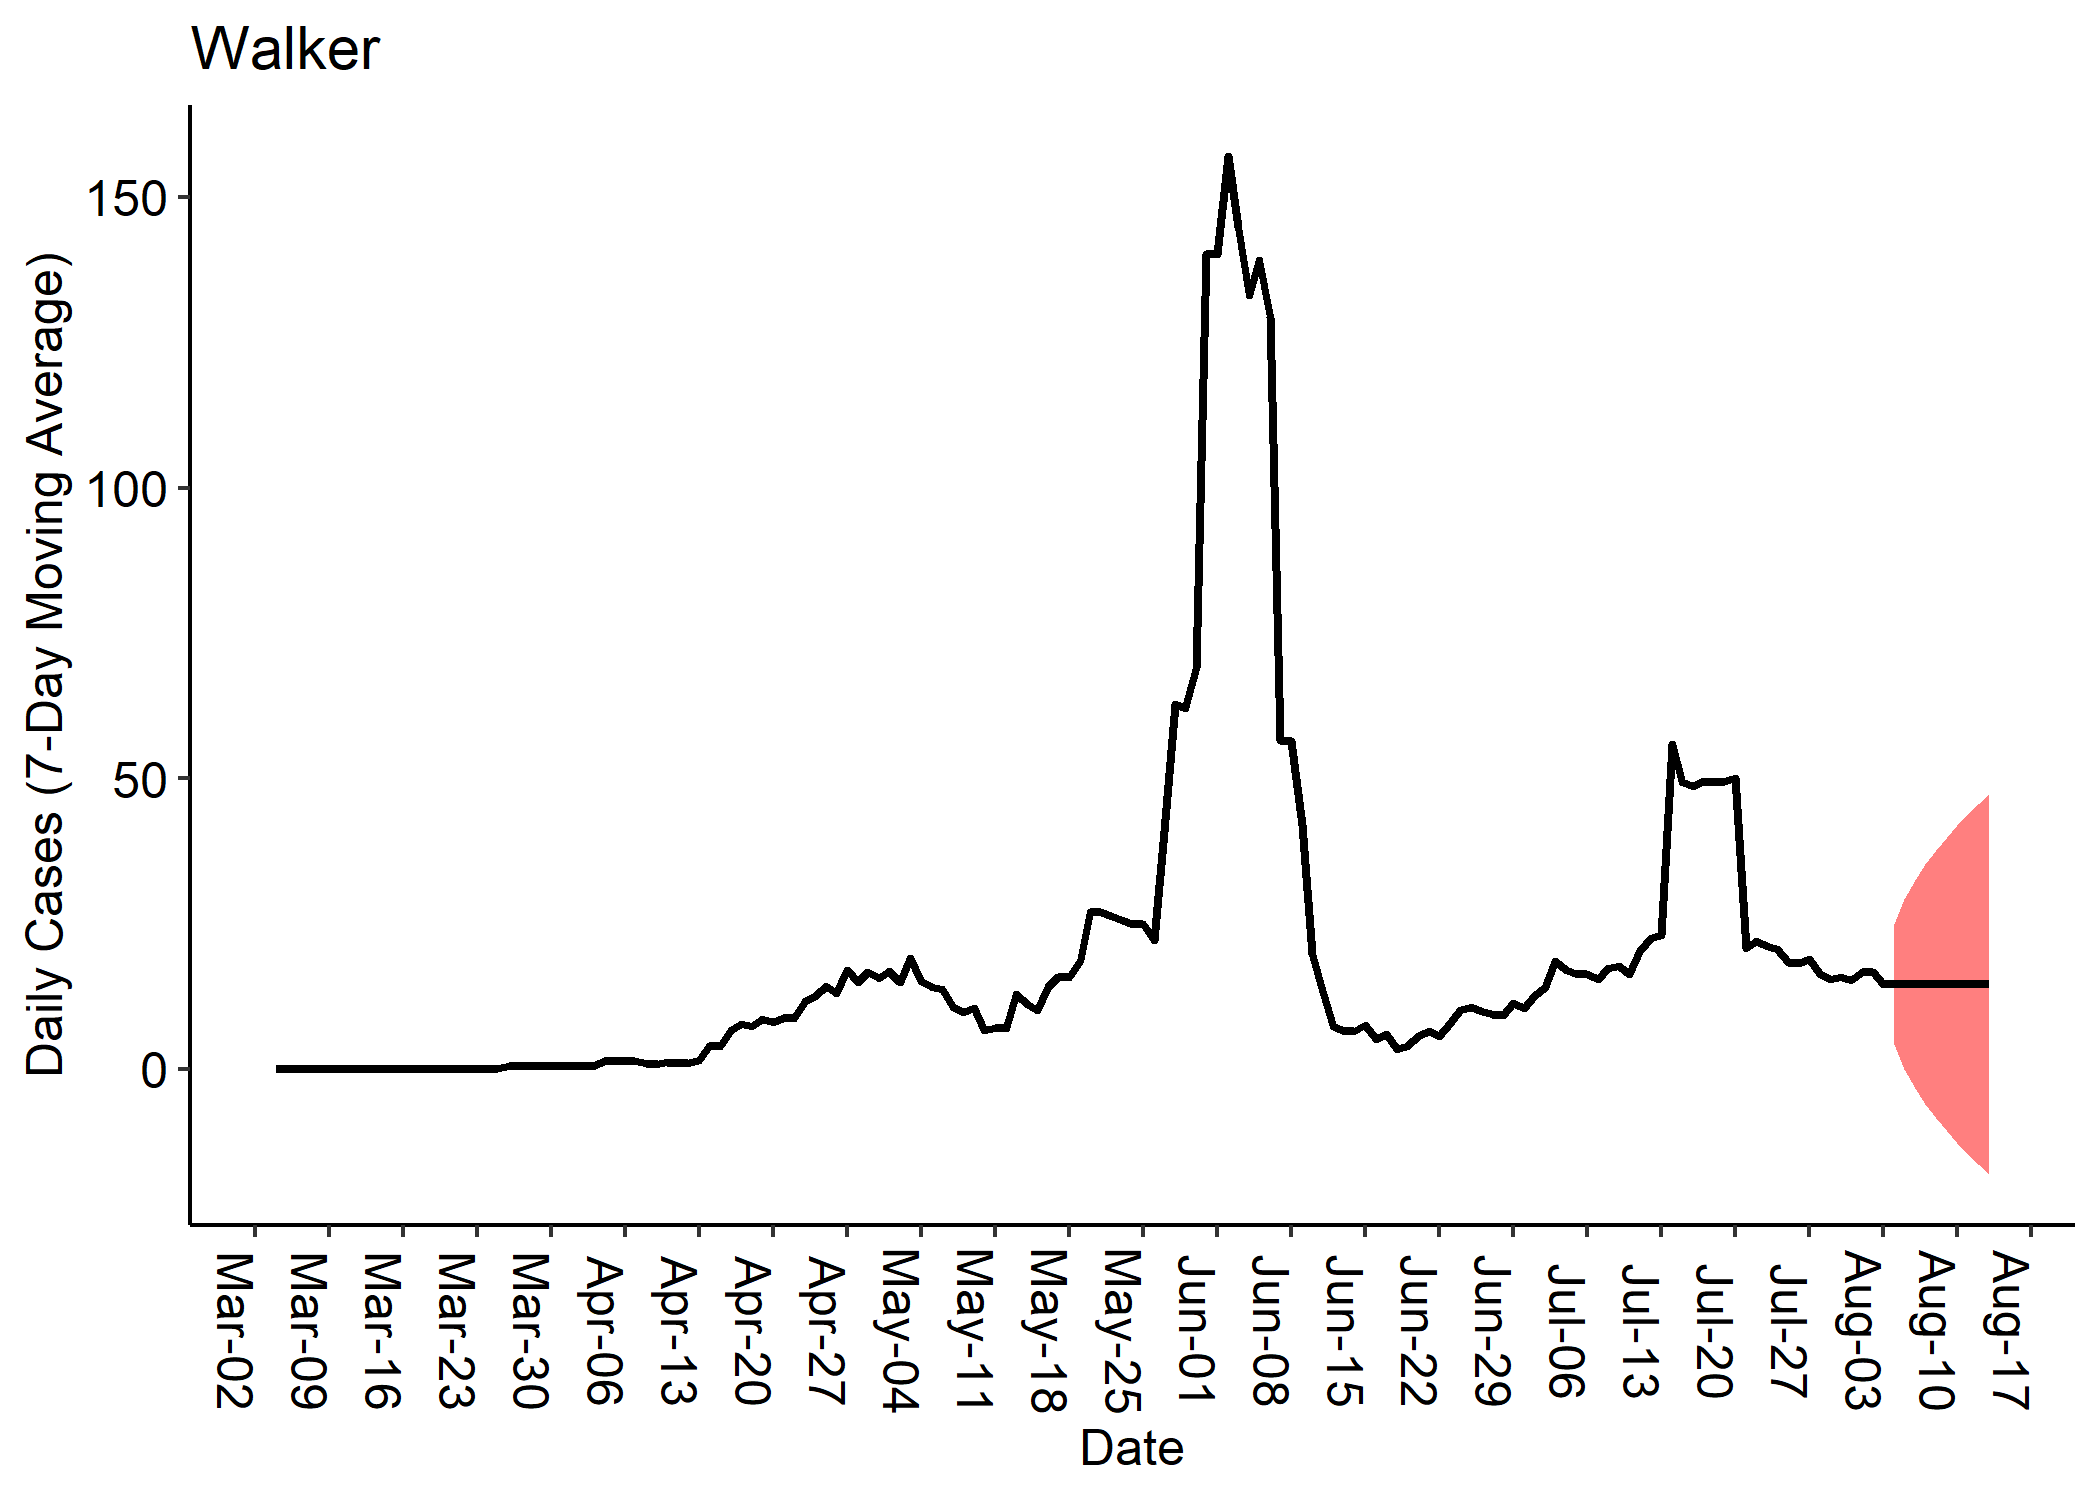 Walker
Daily Cases (7-Day Moving Average)
150
100
50
0
Mar-02
Mar-09
Mar-16
Mar-23
Mar-30
Apr-06
Apr-13
Apr-20
Apr-27
May-04
May-11
May-18
May-25
Jun-01
Jun-08
Jun-15
Jun-22
Jun-29
Jul-06
Jul-13
Jul-20
Jul-27
Aug-03
Aug-10
Aug-17
Date